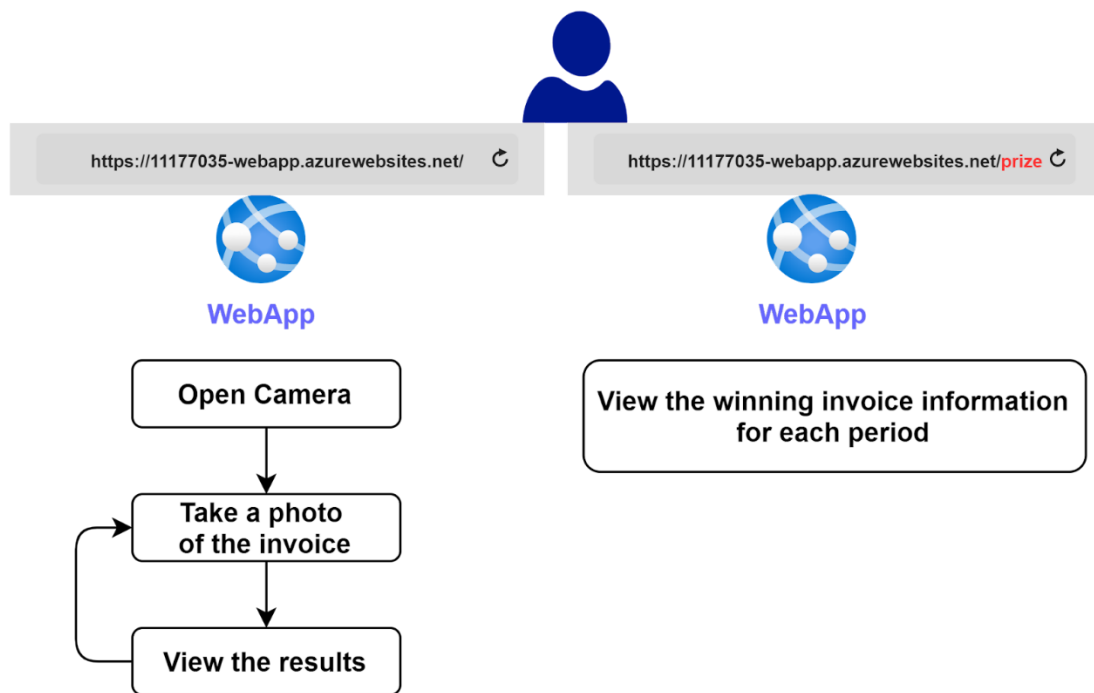 https://11177035-webapp.azurewebsites.net/
WebApp
Open Camera
Take a photo
of the invoice
View the results
https://11177035-webapp.azurewebsites.net/prize
WebApp
View the winning invoice information
for each period